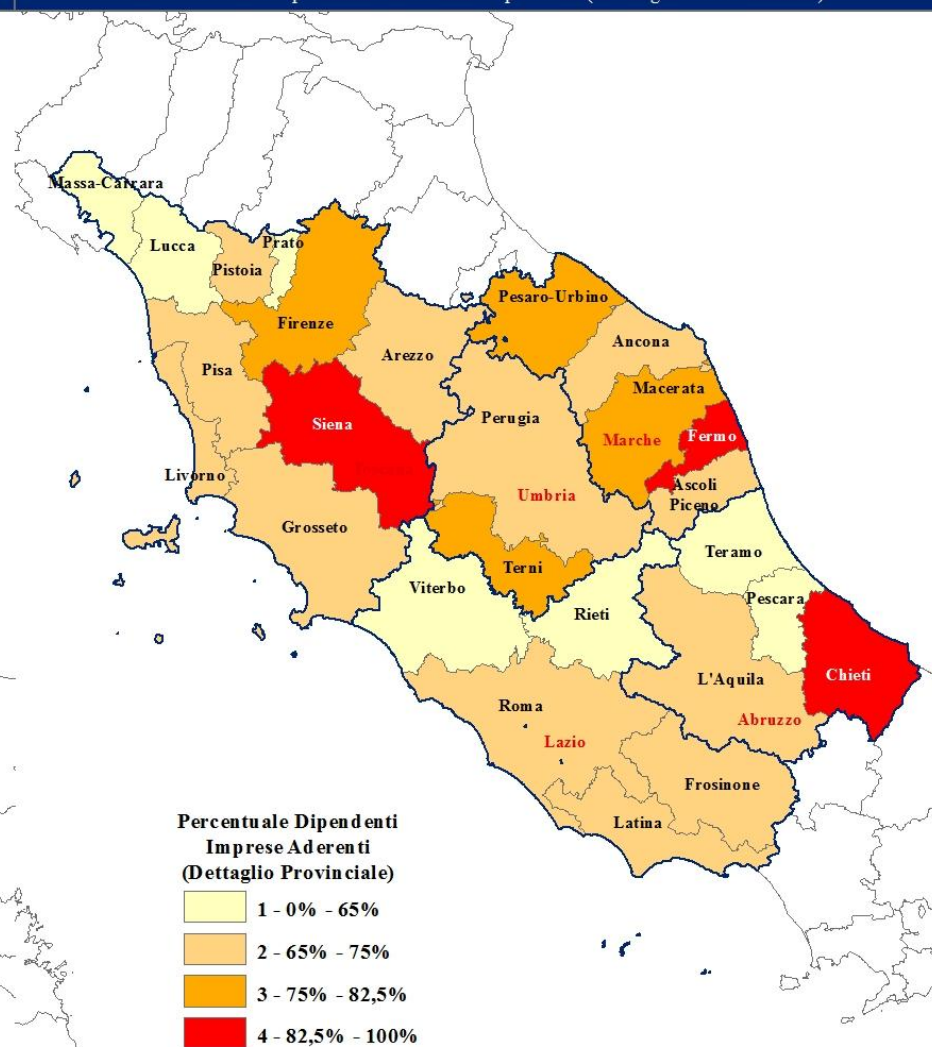 Massa-Carrara
Lucca
Prato
Pistoia
Pesaro-Urbino
Firenze
Ancona
Arezzo
Pisa
Macerata
Perugia
Siena
Marche
Fermo
Livorno
Ascoli
Piceno
Umbria
Grosseto
Teramo
Terni
Viterbo
Pescara
Rieti
L'Aquila
Chieti
Roma
Abruzzo
Lazio
Frosinone
Latina
Percentuale Dipendenti
Imprese Aderenti
(Dettaglio Provinciale)
1 - 0% - 65%
2 - 65% - 75%
3 - 75% - 82,5%
4 - 82,5% - 100%